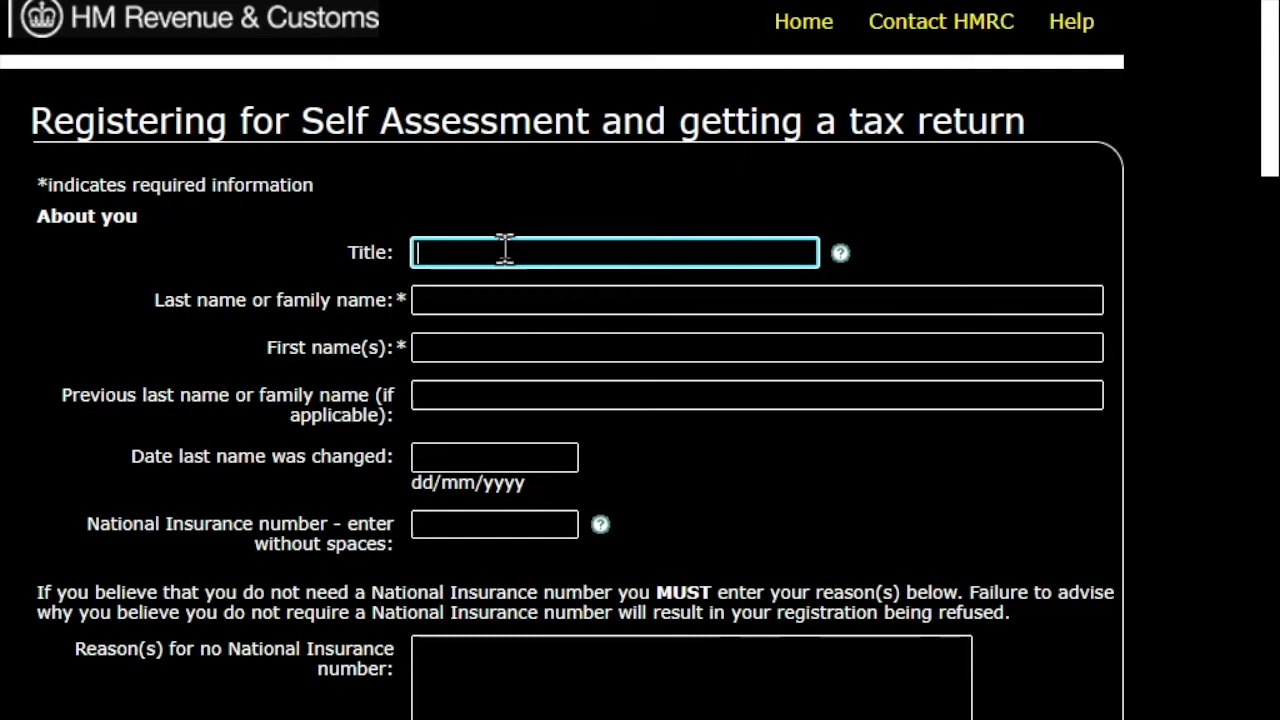 HM Revenue & Customs
Home Contact HMRC Help
Registering for Self Assessment and getting a tax return
*indicates required information
About you
Title:
?
Last name or family name:*
First name(s):*
Previous last name or family name (if
applicable):
Date last name was changed:
dd/mm/yyyy
National Insurance number - enter
without spaces:
?
If you believe that you do not need a National Insurance number you MUST enter your reason(s) below. Failure to advise
why you believe you do not require a National Insurance number will result in your registration being refused.
Reason(s) for no National Insurance
number: